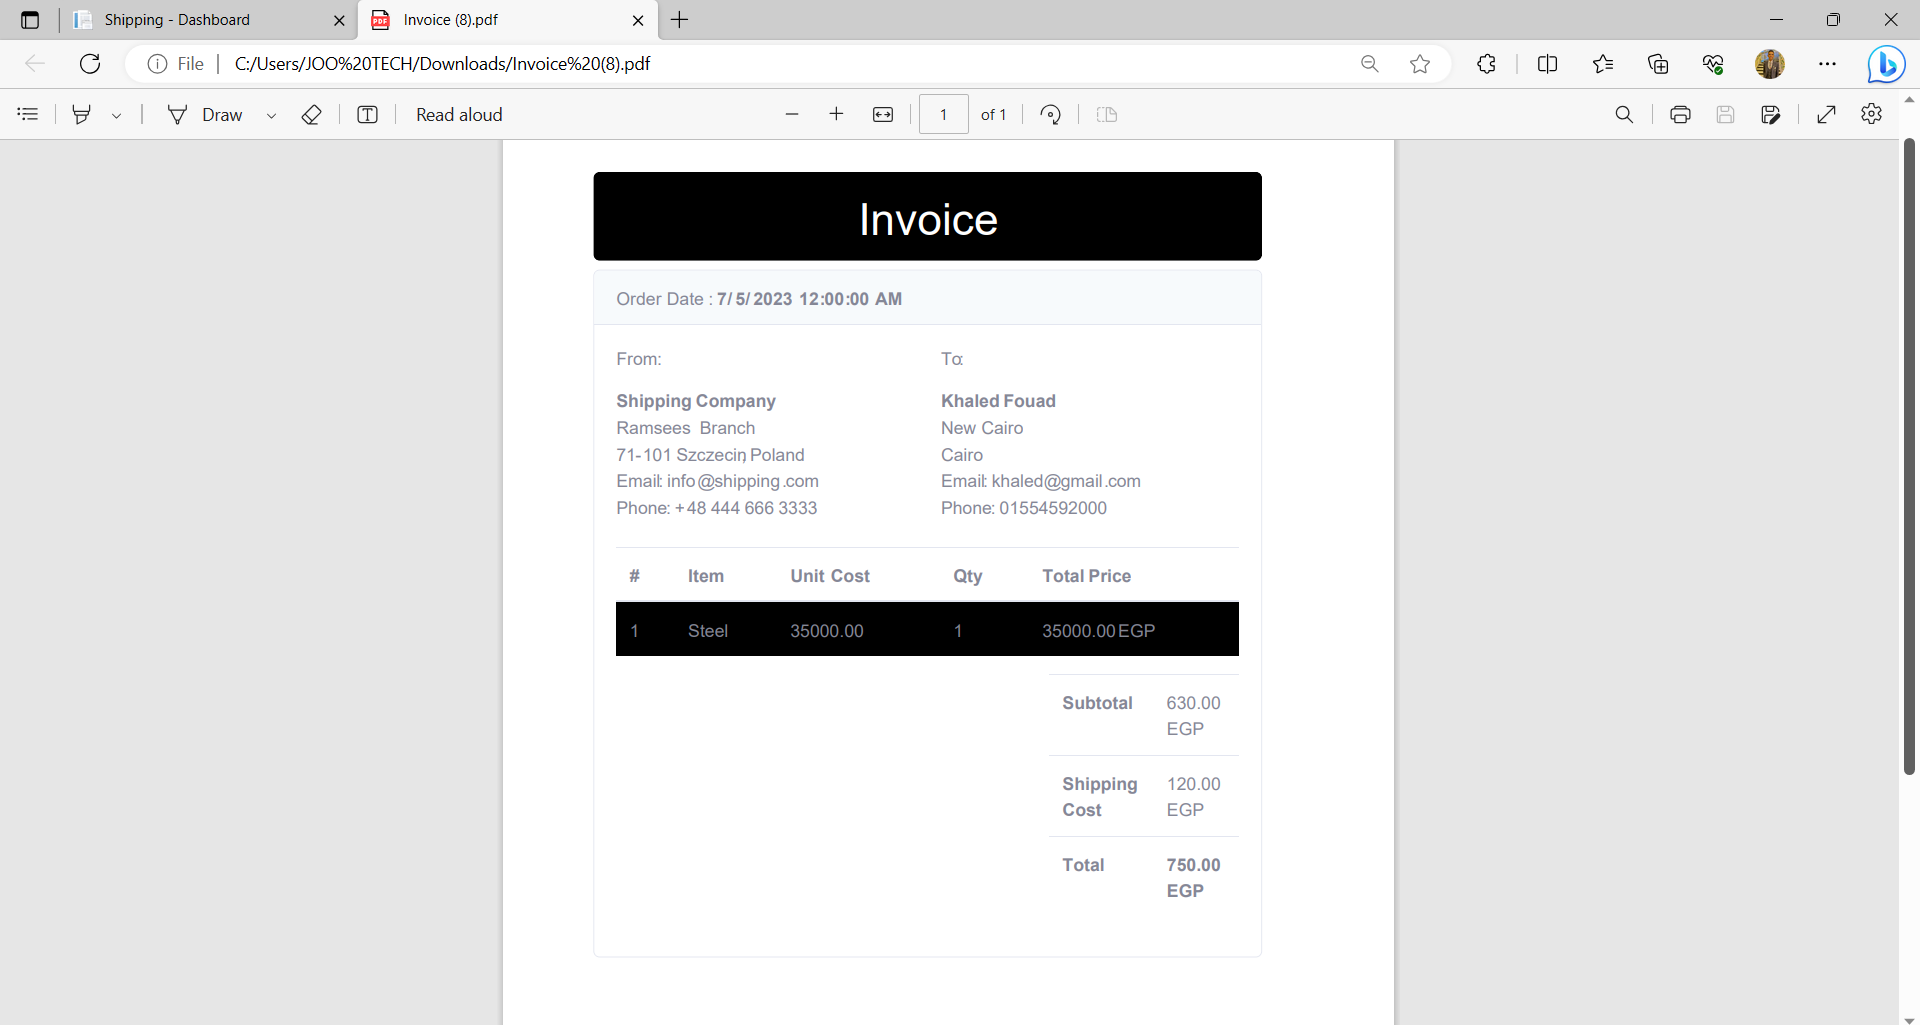 Shipping - Dashboard
Invoice (8).pdf
File
C:/Users/JOO%20TECH/Downloads/Invoice%20(8).pdf
Draw
Read aloud
1 of 1
Invoice
Order Date : 7/5/2023 12:00:00 AM
From:
To:
Shipping Company
Khaled Fouad
Ramsees Branch
New Cairo
71-101 Szczecin, Poland
Cairo
Email: info@shipping.com
Email: khaled@gmail.com
Phone: +48 444 666 3333
Phone: 01554592000
# Item Unit Cost Qty Total Price
1 Steel 35000.00 1 35000.00 EGP
Subtotal 630.00
EGP
Shipping 120.00
Cost EGP
Total 750.00
EGP